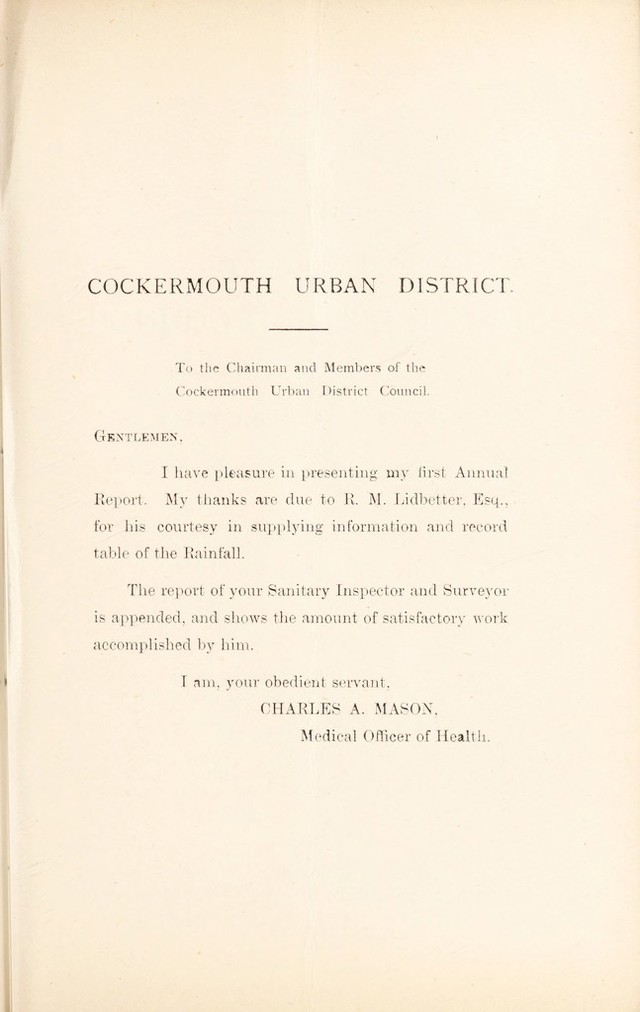 COCKERMOUTH URBAN DISTRICT.
To the Chairman and Members of the
Cockermouth Urban District Council.
GENTLEMEN,
I have pleasure in presenting my first Annual
Report. My thanks are due to R. M. Lidbetter, Esq.,
for his courtesy in supplying information and record
table of the Rainfall.
The report of your Sanitary Inspector and Surveyor
is appended, and shows the amount of satisfactory work
accomplished by him.
I am, your obedient servant,
CHARLES A. MASON,
Medical Officer of Health.